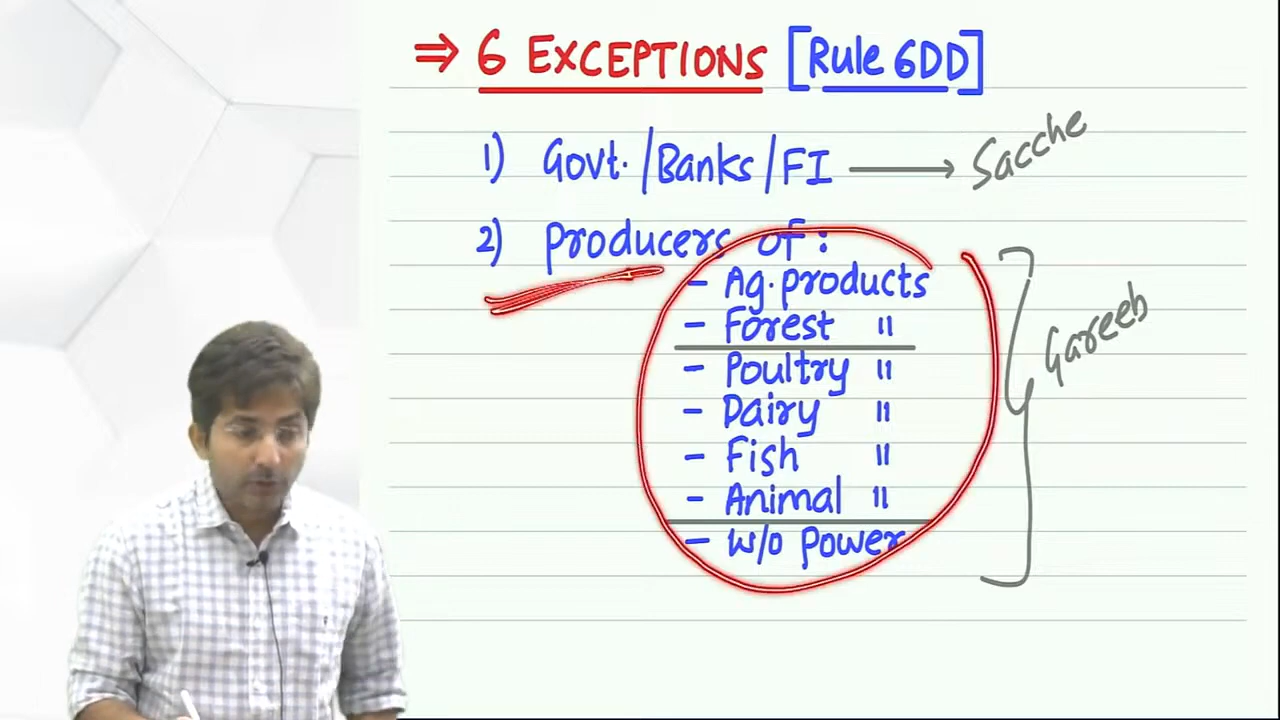 ⇒ 6 EXCEPTIONS [Rule 6DD]
1) Govt./Banks/FI ⟶ Sacche
2) Producers of:
- Ag. products
- Forest "
- Poultry "
- Dairy "
- Fish "
- Animal "
- W/o Power
Gareeb